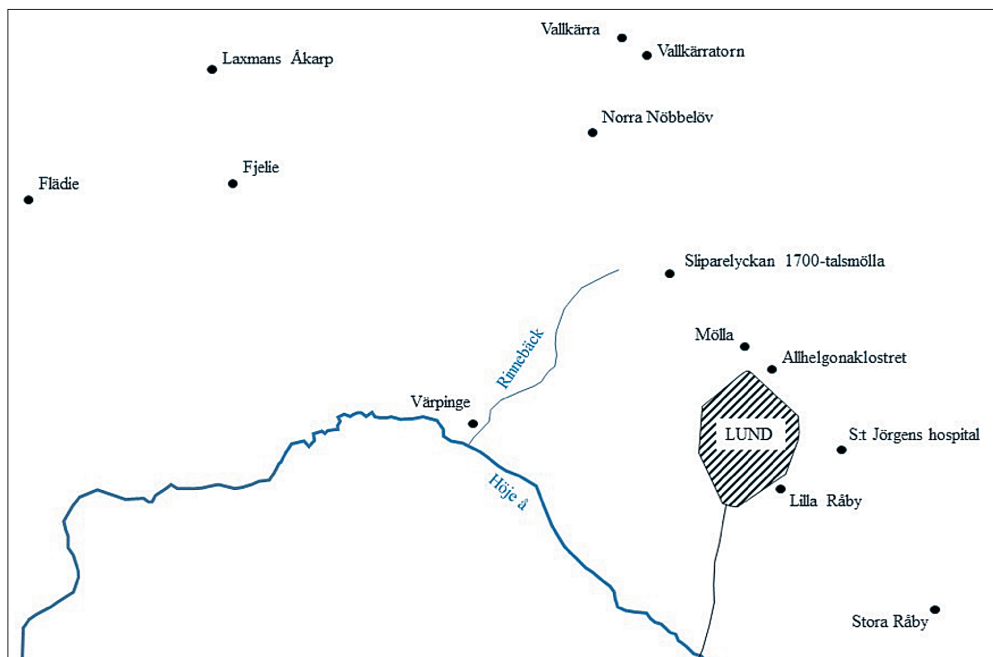 Vallkärra
Vallkärratorn
Laxmans Åkarp
Norra Nöbbelöv
Fjelie
Flädie
Sliparelyckan 1700-talsmölla
Mölla
Rinnebäck
Allhelgonaklostret
Värpinge
LUND
S:t Jörgens hospital
Höje å
Lilla Råby
Stora Råby